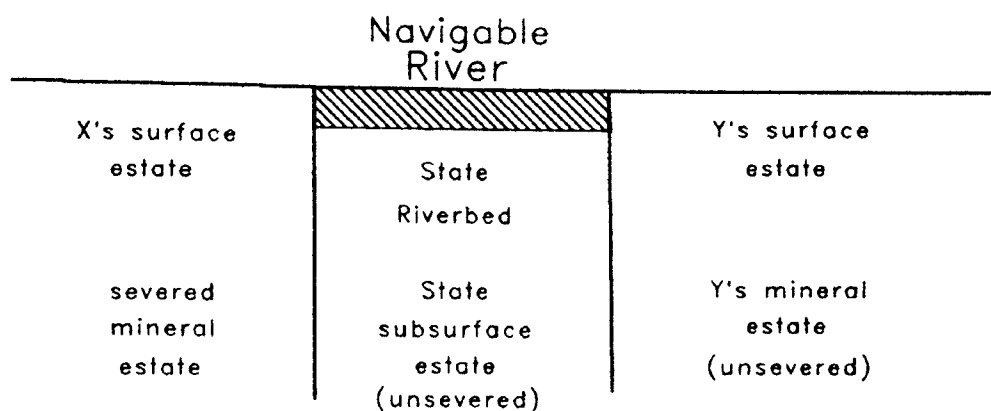 Navigable
River
X's surface
estate
State
Riverbed
Y's surface
estate
severed
mineral
estate
State
subsurface
estate
(unsevered)
Y's mineral
estate
(unsevered)